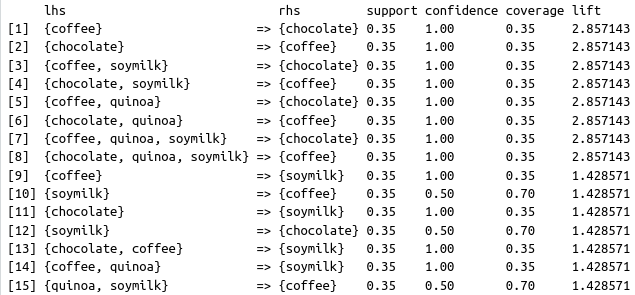 lhs rhs support confidence coverage lift
[1] {coffee} => {chocolate} 0.35 1.00 0.35 2.857143
[2] {chocolate} => {coffee} 0.35 1.00 0.35 2.857143
[3] {coffee, soymilk} => {chocolate} 0.35 1.00 0.35 2.857143
[4] {chocolate, soymilk} => {coffee} 0.35 1.00 0.35 2.857143
[5] {coffee, quinoa} => {chocolate} 0.35 1.00 0.35 2.857143
[6] {chocolate, quinoa} => {coffee} 0.35 1.00 0.35 2.857143
[7] {coffee, quinoa, soymilk} => {chocolate} 0.35 1.00 0.35 2.857143
[8] {chocolate, quinoa, soymilk} => {coffee} 0.35 1.00 0.35 2.857143
[9] {coffee} => {soymilk} 0.35 1.00 0.35 1.428571
[10] {soymilk} => {coffee} 0.35 0.50 0.70 1.428571
[11] {chocolate} => {soymilk} 0.35 1.00 0.35 1.428571
[12] {soymilk} => {chocolate} 0.35 0.50 0.70 1.428571
[13] {chocolate, coffee} => {soymilk} 0.35 1.00 0.35 1.428571
[14] {coffee, quinoa} => {soymilk} 0.35 1.00 0.35 1.428571
[15] {quinoa, soymilk} => {coffee} 0.35 0.50 0.70 1.428571